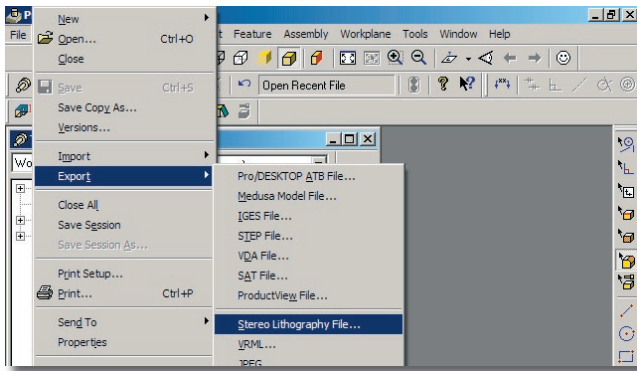 P
File
t Feature Assembly Workplane Tools Window Help
New
Open... Ctrl+O
Close
Save Ctrl+S
Save Copy As...
Versions...
Import
Export
Close All
Save Session
Save Session As...
Print Setup...
Print... Ctrl+P
Send To
Properties
Open Recent File
Wo
Pro/DESKTOP ATB File...
Medusa Model File...
IGES File...
STEP File...
VDA File...
SAT File...
ProductView File...
Stereo Lithography File...
VRML...
JPEG